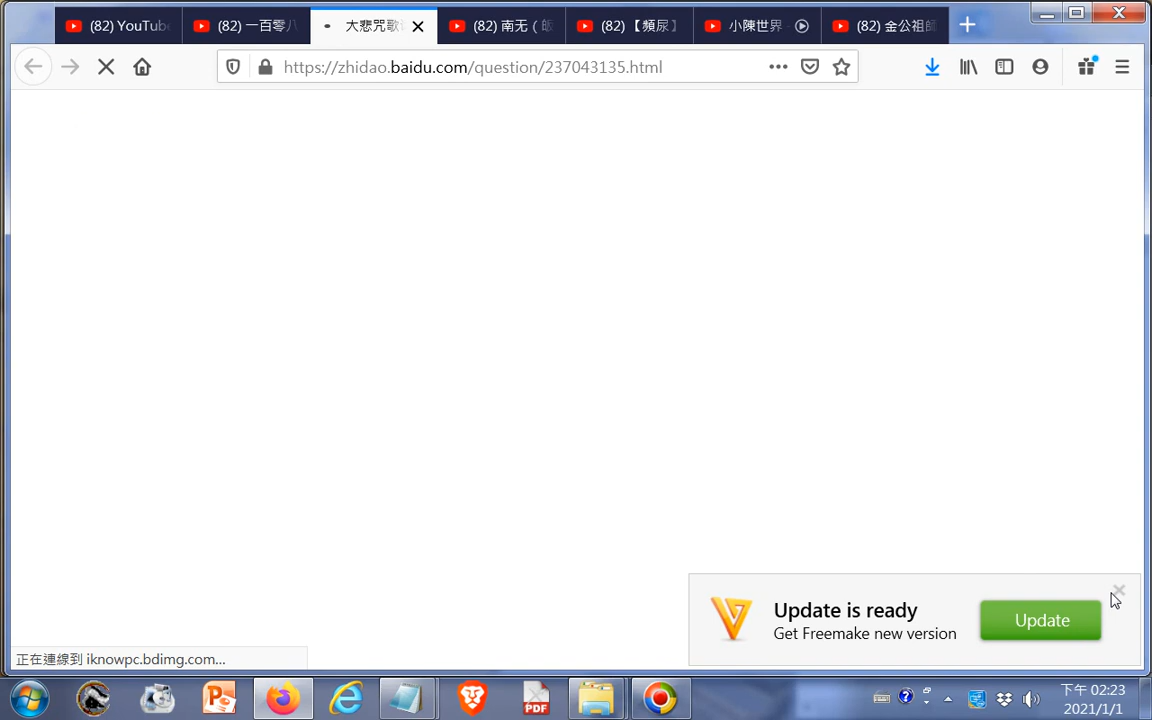 (82) YouTube
(82) 一百零八
大悲咒歌
(82) 南无（
(82) 【頻尿】
小陳世界
(82) 金公祖師
https://zhidao.baidu.com/question/237043135.html
Update is ready
Get Freemake new version
Update
正在連線到 iknowpc.bdimg.com...
PDF
下午 02:23
2021/1/1